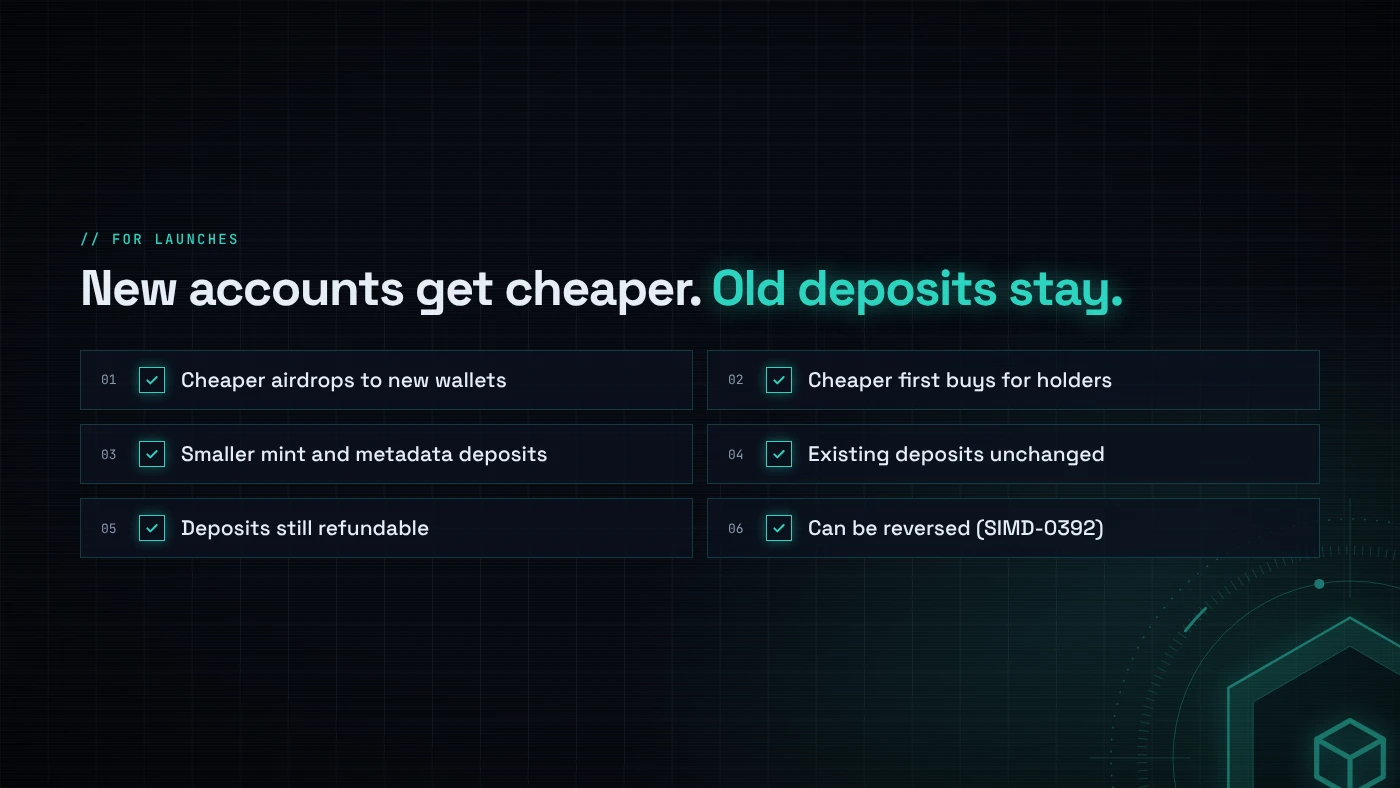 // FOR LAUNCHES
New accounts get cheaper. Old deposits stay.
01 Cheaper airdrops to new wallets
02 Cheaper first buys for holders
03 Smaller mint and metadata deposits
04 Existing deposits unchanged
05 Deposits still refundable
06 Can be reversed (SIMD-0392)